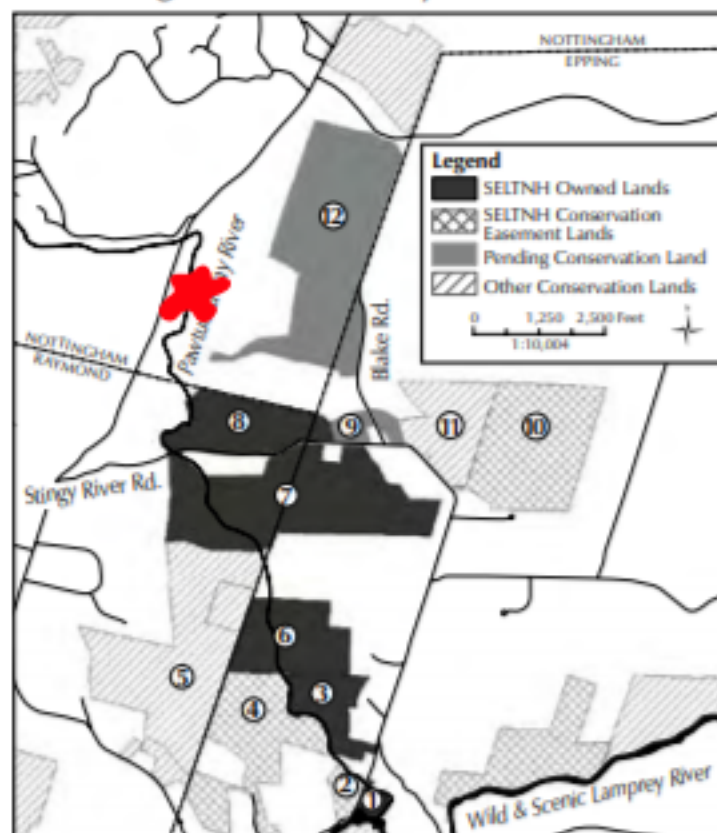 NOTTINGHAM
EPPING
Legend
SELTNH Owned Lands
SELTNH Conservation
Easement Lands
Pending Conservation Land
Other Conservation Lands
0 1,250 2,500 Feet
1:10,004
12
River
Blake Rd.
NOTTINGHAM
RAYMOND
8
9
11
10
Stingy River Rd.
7
6
5
3
4
2
1
Wild & Scenic Lamprey River